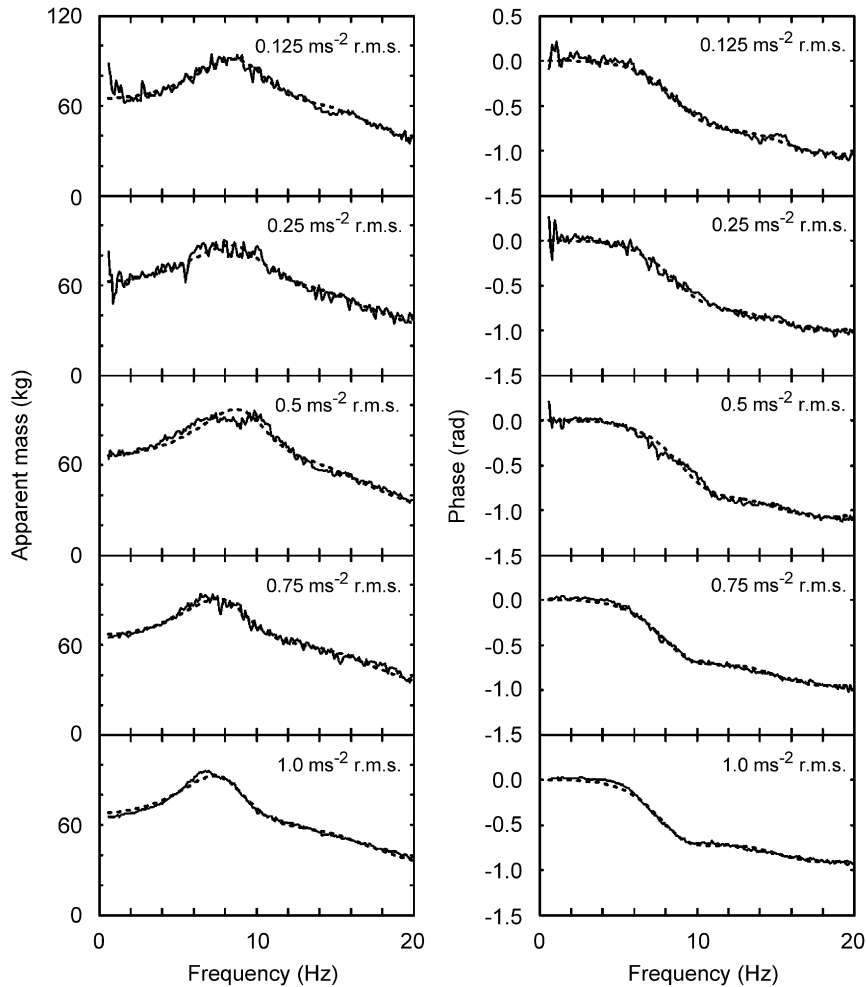 120
60
0
0.125 ms-2 r.m.s.
60
0
0.25 ms-2 r.m.s.
60
0
0.5 ms-2 r.m.s.
60
0
0.75 ms-2 r.m.s.
60
0
1.0 ms-2 r.m.s.
0 10 20
Frequency (Hz)
Apparent mass (kg)
0.5
0.0
-0.5
-1.0
-1.5
0.125 ms-2 r.m.s.
0.0
-0.5
-1.0
-1.5
0.25 ms-2 r.m.s.
0.0
-0.5
-1.0
-1.5
0.5 ms-2 r.m.s.
0.0
-0.5
-1.0
-1.5
0.75 ms-2 r.m.s.
0.0
-0.5
-1.0
-1.5
1.0 ms-2 r.m.s.
0 10 20
Frequency (Hz)
Phase (rad)